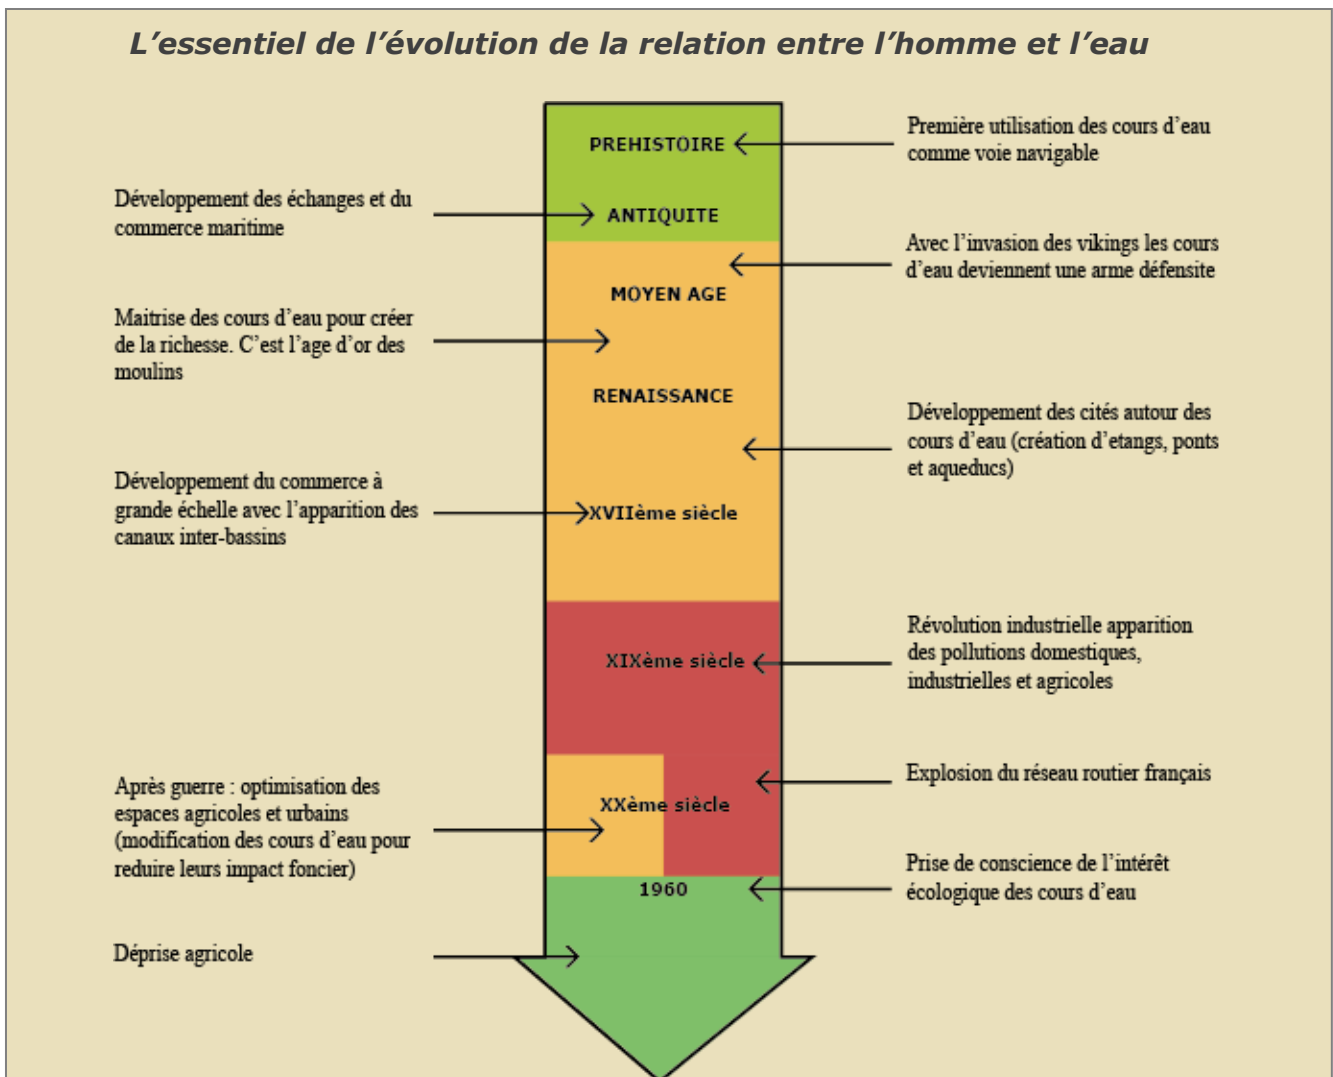 L’essentiel de l’évolution de la relation entre l’homme et l’eau
PREHISTOIRE
Première utilisation des cours d’eau
comme voie navigable
Développement des échanges et du
commerce maritime
ANTIQUITE
Avec l’invasion des vikings les cours
d’eau deviennent une arme défensite
MOYEN AGE
Maitrise des cours d’eau pour créer
de la richesse. C’est l’age d’or des
moulins
RENAISSANCE
Développement des cités autour des
cours d’eau (création d’etangs, ponts
et aqueducs)
Développement du commerce à
grande échelle avec l’apparition des
canaux inter-bassins
XVIIème siècle
Révolution industrielle apparition
des pollutions domestiques,
industrielles et agricoles
XIXème siècle
Explosion du réseau routier français
Après guerre : optimisation des
espaces agricoles et urbains
(modification des cours d’eau pour
reduire leurs impact foncier)
XXème siècle
1960
Prise de conscience de l’intérêt
écologique des cours d’eau
Déprise agricole